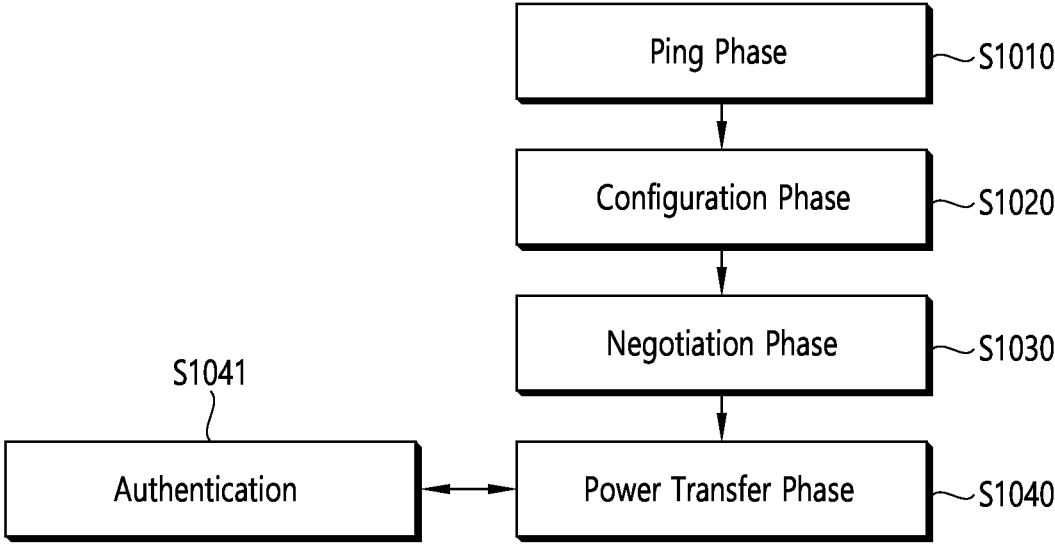 Ping Phase
S1010
Configuration Phase
S1020
Negotiation Phase
S1030
S1041
Authentication
Power Transfer Phase
S1040